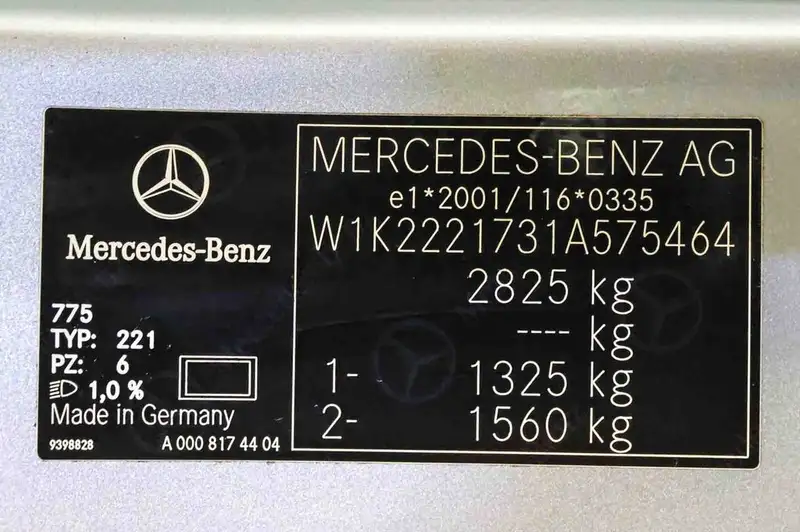 Mercedes-Benz
775
TYP: 221
PZ: 6
1,0 %
Made in Germany
9398828 A 000 817 44 04
MERCEDES-BENZ AG
e1*2001/116*0335
W1K2221731A575464
2825 kg
---- kg
1- 1325 kg
2- 1560 kg